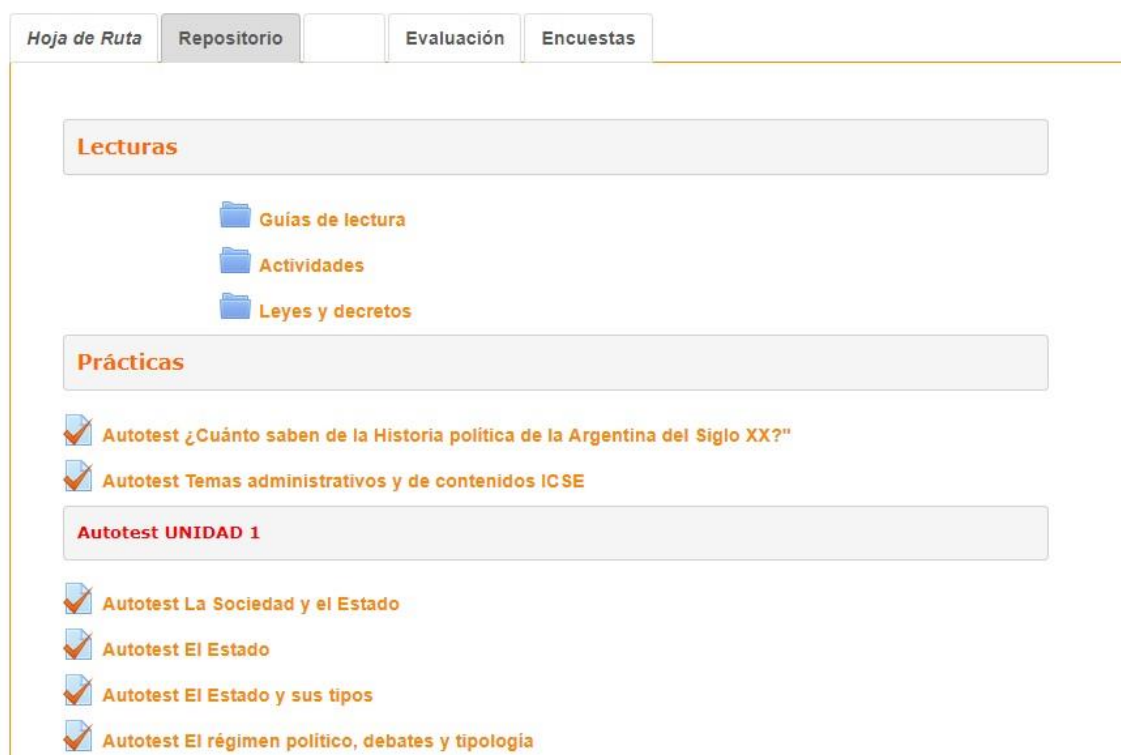 Hoja de Ruta Repositorio Evaluación Encuestas
Lecturas
Guías de lectura
Actividades
Leyes y decretos
Prácticas
Autotest ¿Cuánto saben de la Historia política de la Argentina del Siglo XX?"
Autotest Temas administrativos y de contenidos ICSE
Autotest UNIDAD 1
Autotest La Sociedad y el Estado
Autotest El Estado
Autotest El Estado y sus tipos
Autotest El régimen político, debates y tipología